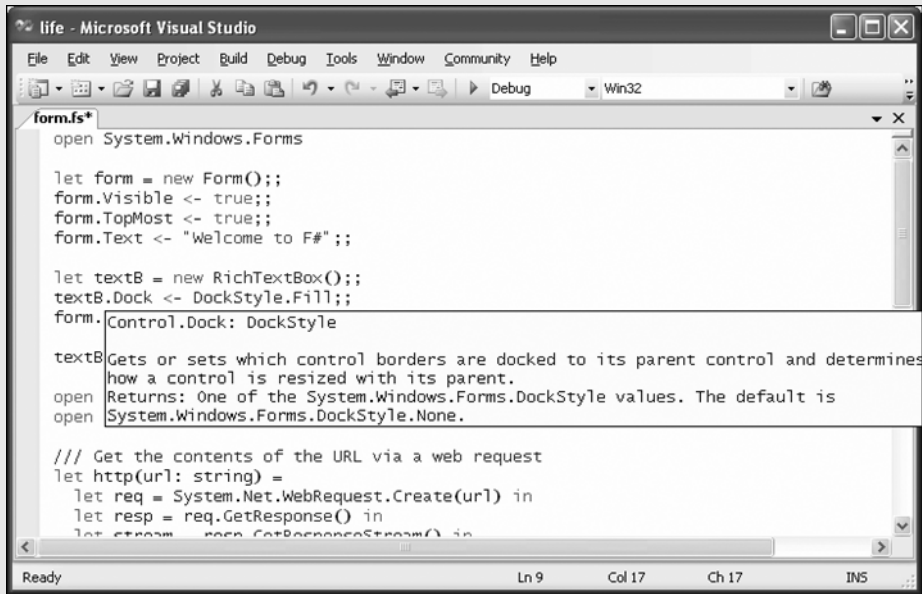 life - Microsoft Visual Studio
File Edit View Project Build Debug Tools Window Community Help
Debug Win32
form.fs*
open System.Windows.Forms
let form = new Form();;
form.Visible <- true;;
form.TopMost <- true;;
form.Text <- "Welcome to F#";;
let textB = new RichTextBox();;
textB.Dock <- DockStyle.Fill;;
form.
Control.Dock: DockStyle
textB
Gets or sets which control borders are docked to its parent control and determines
how a control is resized with its parent.
open
Returns: One of the System.Windows.Forms.DockStyle values. The default is
open
System.Windows.Forms.DockStyle.None.
/// Get the contents of the URL via a web request
let http(url: string) =
let req = System.Net.WebRequest.Create(url) in
let resp = req.GetResponse() in
let stream = resp.GetResponseStream() in
Ready Ln 9 Col 17 Ch 17 INS